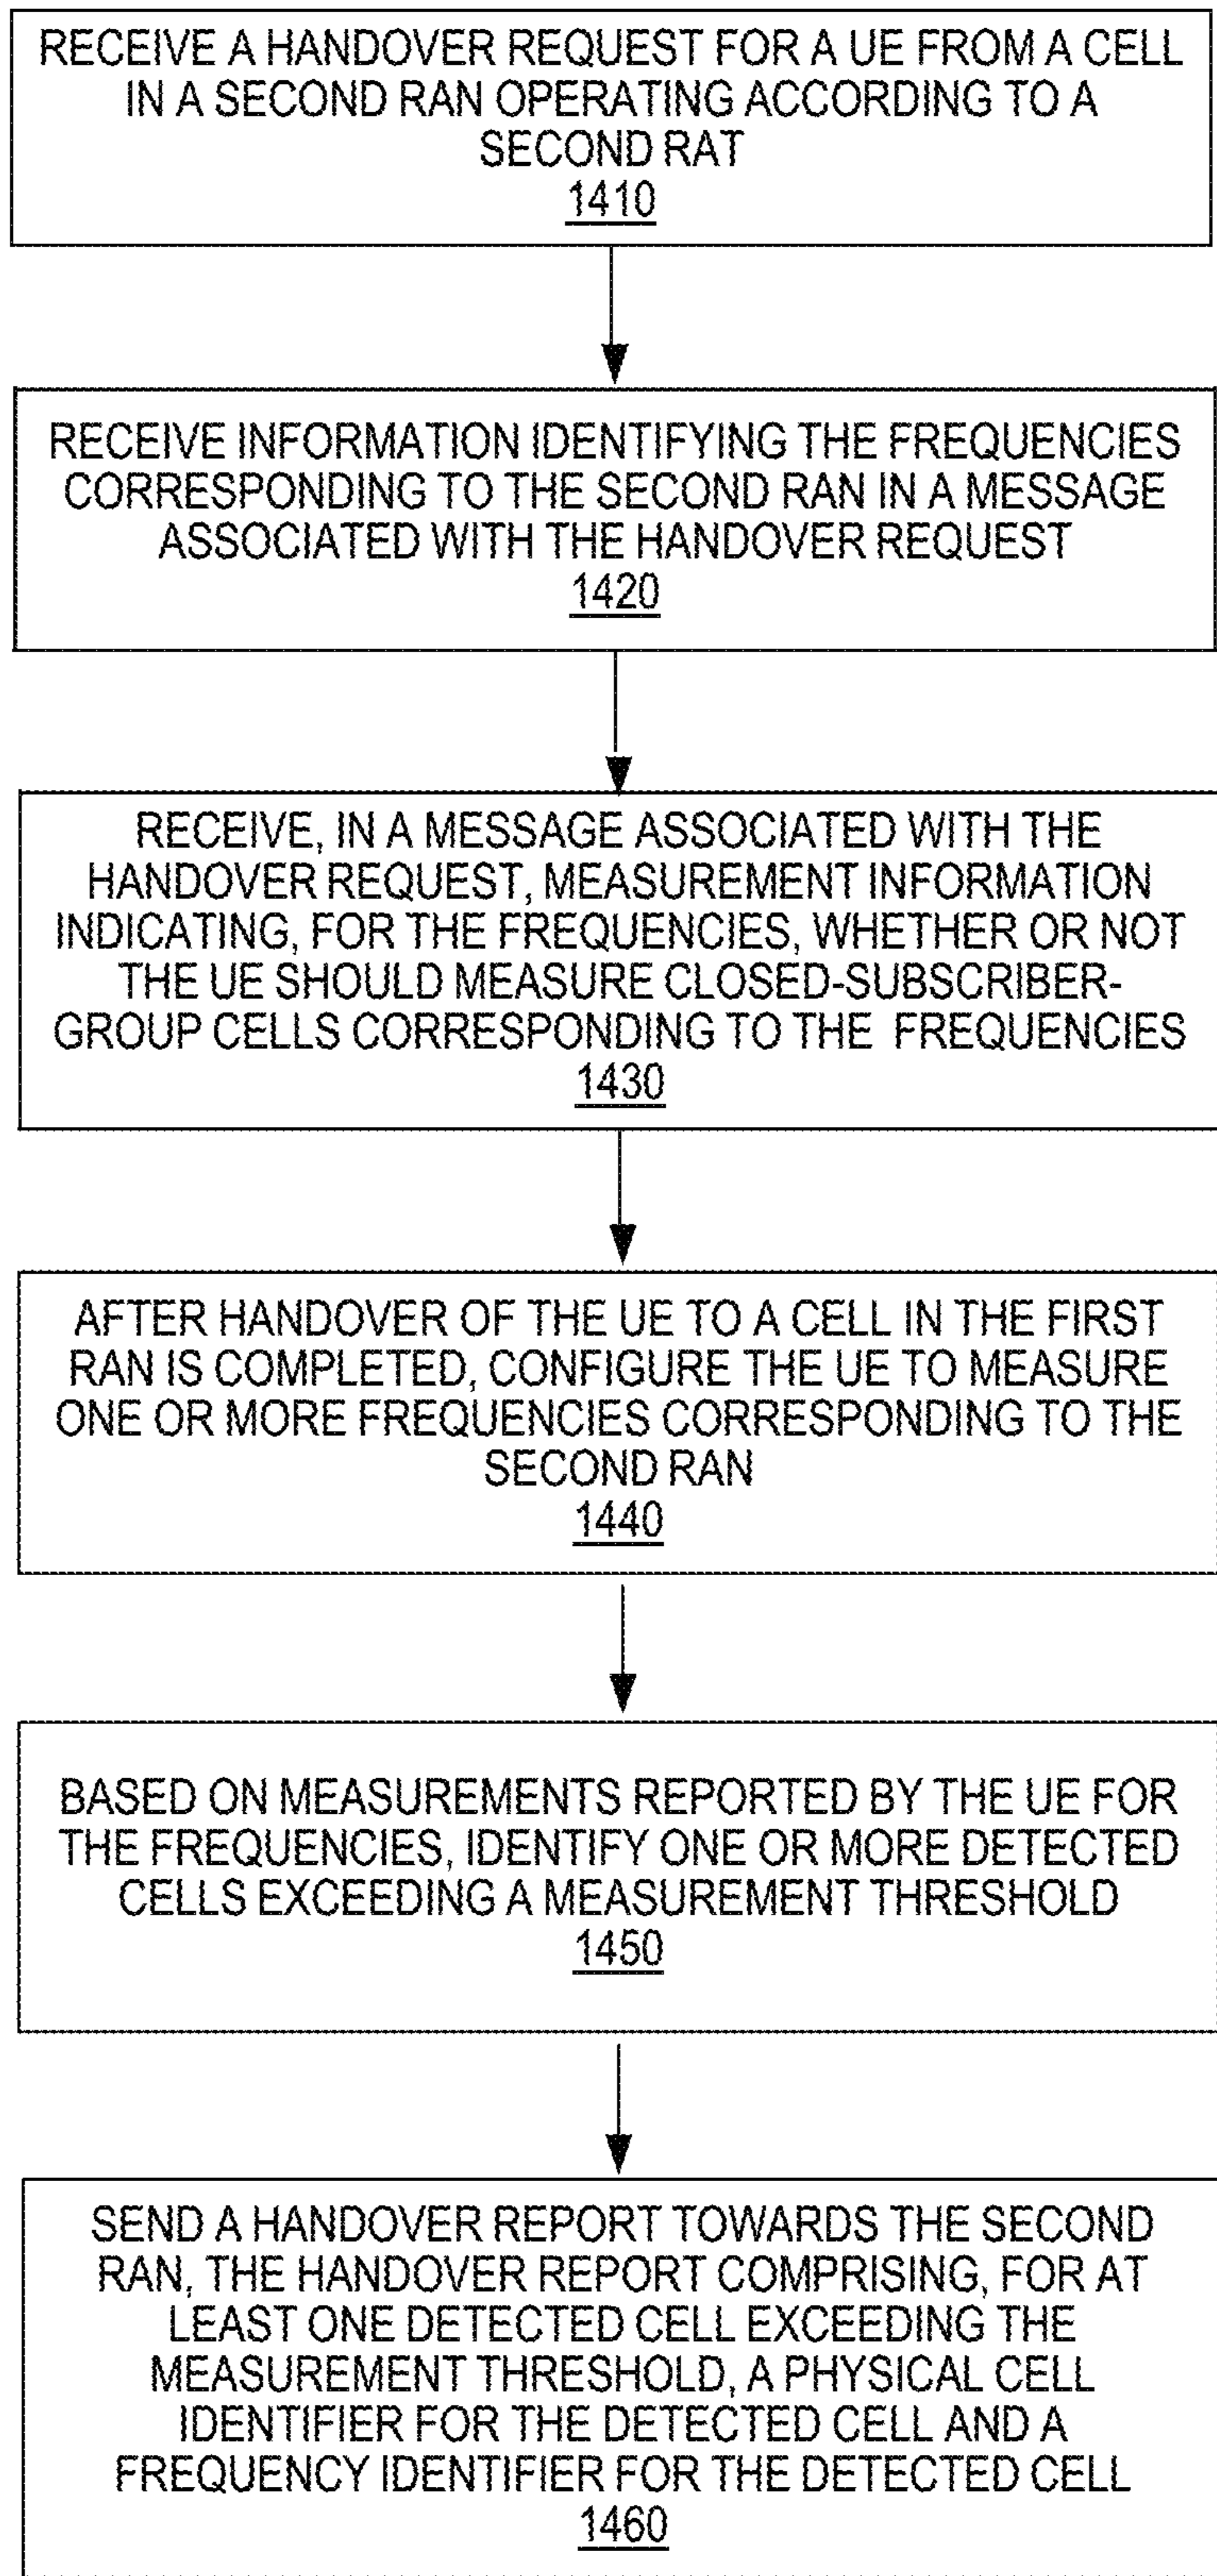 RECEIVE A HANDOVER REQUEST FOR A UE FROM A CELL
IN A SECOND RAN OPERATING ACCORDING TO A
SECOND RAT
1410
RECEIVE INFORMATION IDENTIFYING THE FREQUENCIES
CORRESPONDING TO THE SECOND RAN IN A MESSAGE
ASSOCIATED WITH THE HANDOVER REQUEST
1420
RECEIVE, IN A MESSAGE ASSOCIATED WITH THE
HANDOVER REQUEST, MEASUREMENT INFORMATION
INDICATING, FOR THE FREQUENCIES, WHETHER OR NOT
THE UE SHOULD MEASURE CLOSED-SUBSCRIBER-
GROUP CELLS CORRESPONDING TO THE FREQUENCIES
1430
AFTER HANDOVER OF THE UE TO A CELL IN THE FIRST
RAN IS COMPLETED, CONFIGURE THE UE TO MEASURE
ONE OR MORE FREQUENCIES CORRESPONDING TO THE
SECOND RAN
1440
BASED ON MEASUREMENTS REPORTED BY THE UE FOR
THE FREQUENCIES, IDENTIFY ONE OR MORE DETECTED
CELLS EXCEEDING A MEASUREMENT THRESHOLD
1450
SEND A HANDOVER REPORT TOWARDS THE SECOND
RAN, THE HANDOVER REPORT COMPRISING, FOR AT
LEAST ONE DETECTED CELL EXCEEDING THE
MEASUREMENT THRESHOLD, A PHYSICAL CELL
IDENTIFIER FOR THE DETECTED CELL AND A
FREQUENCY IDENTIFIER FOR THE DETECTED CELL
1460